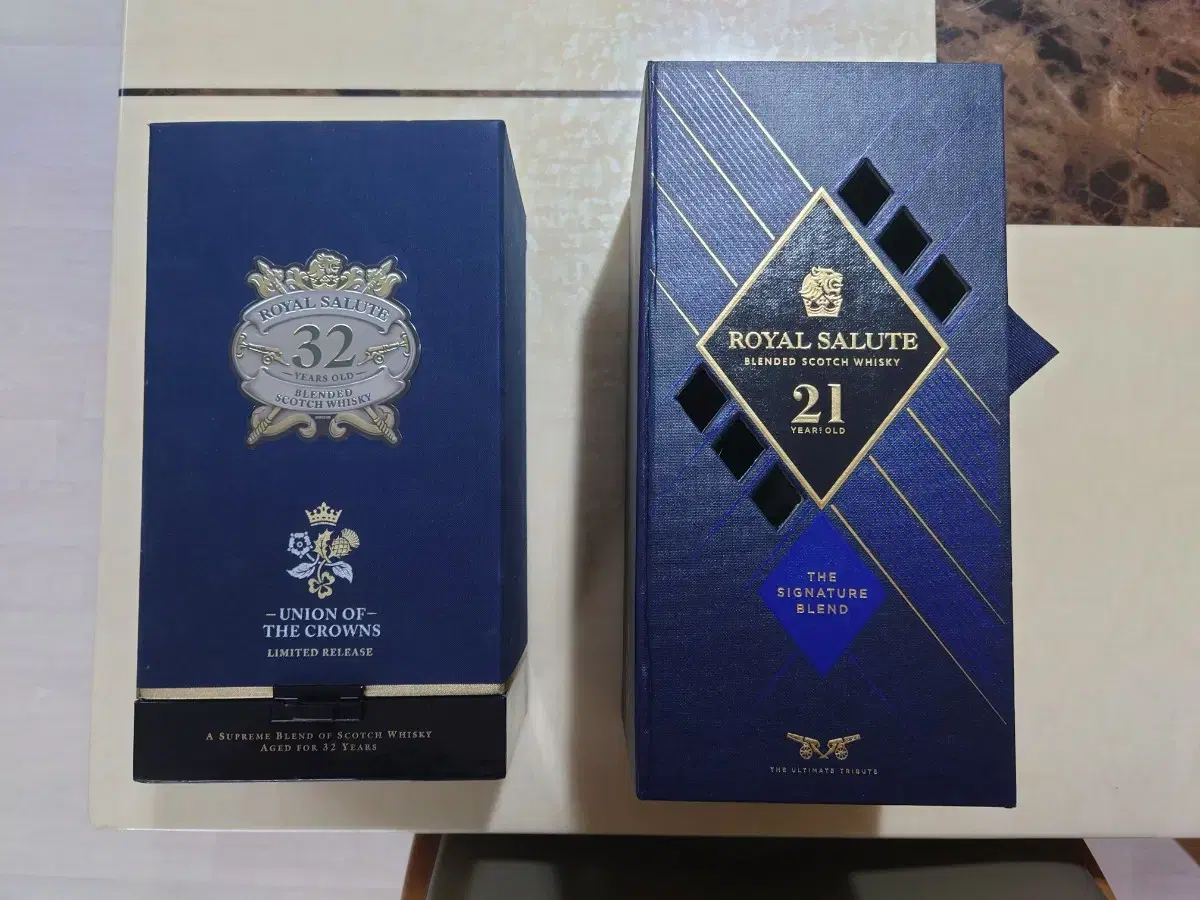 ROYAL SALUTE
32
YEARS OLD
BLENDED
SCOTCH WHISKY
UNION OF
THE CROWNS
LIMITED RELEASE
A SUPREME BLEND OF SCOTCH WHISKY
AGED FOR 32 YEARS
ROYAL SALUTE
BLENDED SCOTCH WHISKY
21
YEARS OLD
THE
SIGNATURE
BLEND
THE ULTIMATE TRIBUTE